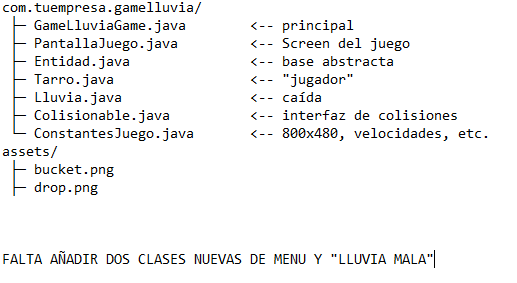 com.tuempresa.gamelluvia/
├─ GameLluviaGame.java <-- principal
├─ PantallaJuego.java <-- Screen del juego
├─ Entidad.java <-- base abstracta
├─ Tarro.java <-- "jugador"
├─ Lluvia.java <-- caída
├─ Colisionable.java <-- interfaz de colisiones
└─ ConstantesJuego.java <-- 800x480, velocidades, etc.
assets/
├─ bucket.png
├─ drop.png
FALTA AÑADIR DOS CLASES NUEVAS DE MENU Y "LLUVIA MALA"